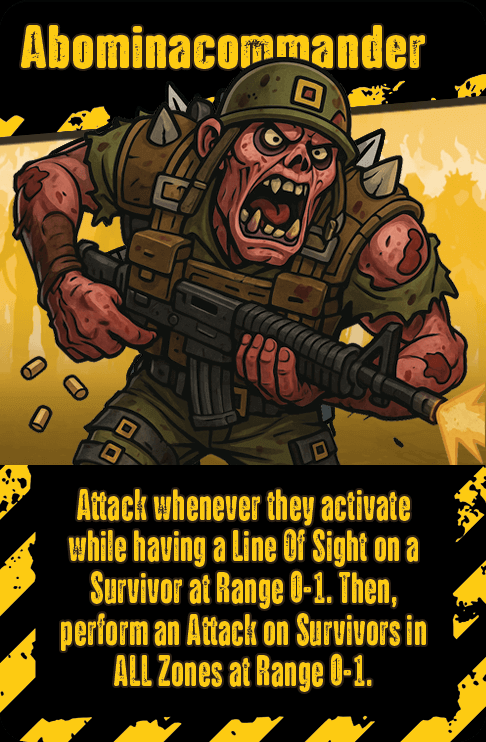 Abominacommander
Attack whenever they activate
while having a Line Of Sight on a
Survivor at Range 0-1. Then,
perform an Attack on Survivors in
ALL Zones at Range 0-1.